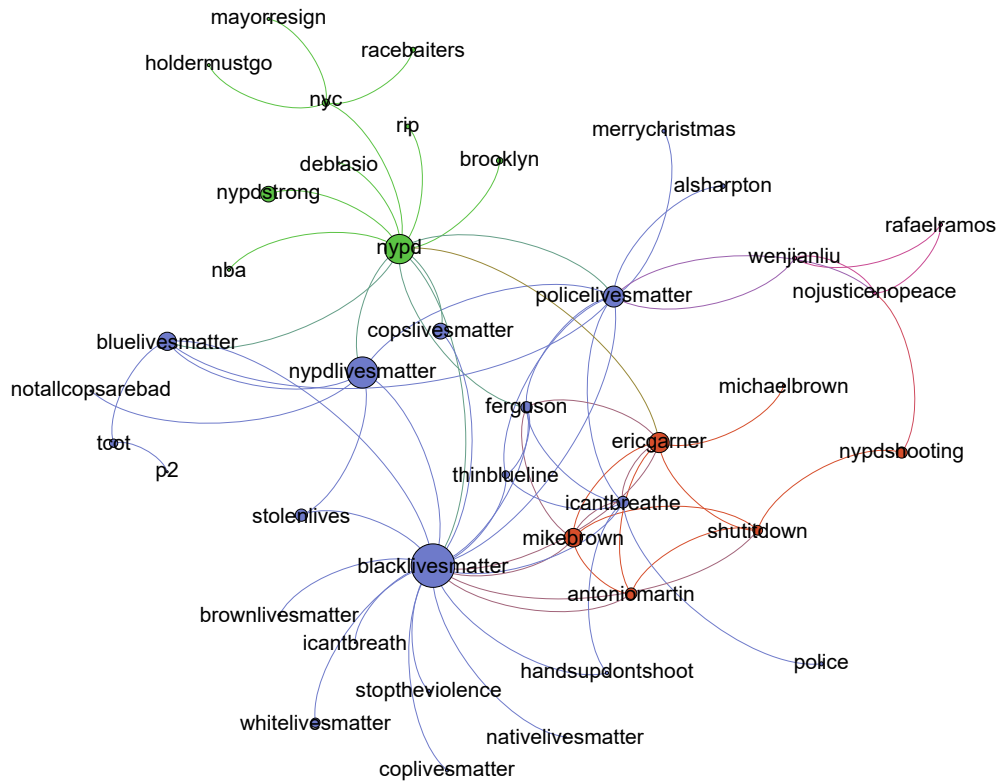 mayorresign
racebaiters
holdermustgo
nyc
rip
merrychristmas
deblasio
brooklyn
nypdstrong
alsharpton
rafaelramos
nypd
wenjianliu
nba
policelivesmatter
nojusticenopeace
copslivesmatter
bluelivesmatter
nypdlivesmatter
notallcopsarebad
michaelbrown
ferguson
tcot
ericgarner
nypdshooting
p2
thinblueline
icantbreathe
stolenlives
mikebrown
shutitdown
blacklivesmatter
antoniomartin
brownlivesmatter
icantbreath
handsupdontshoot
police
stoptheviolence
whitelivesmatter
nativelivesmatter
coplivesmatter